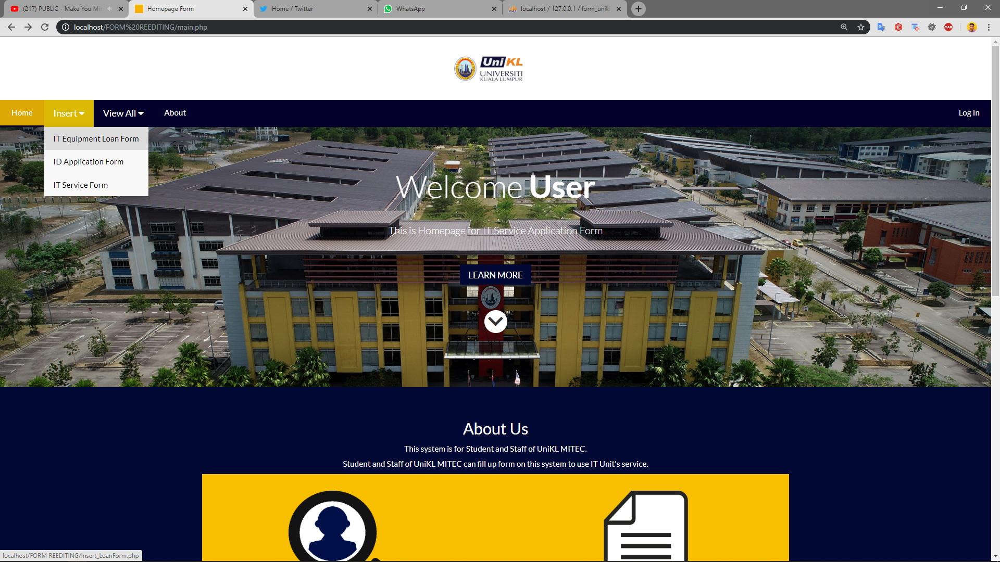 (217) PUBLIC - Make You Mi
Homepage Form
Home / Twitter
WhatsApp
localhost / 127.0.0.1 / form_unikl
localhost/FORM%20REEDITING/main.php
YAB
UniKL
UNIVERSITI
KUALA LUMPUR
Home
Insert
View All
About
Log In
IT Equipment Loan Form
ID Application Form
IT Service Form
Welcome User
This is Homepage for IT Service Application Form
LEARN MORE
About Us
This system is for Student and Staff of UniKL MITEC.
Student and Staff of UniKL MITEC can fill up form on this system to use IT Unit's service.
localhost/FORM REEDITING/Insert_LoanForm.php